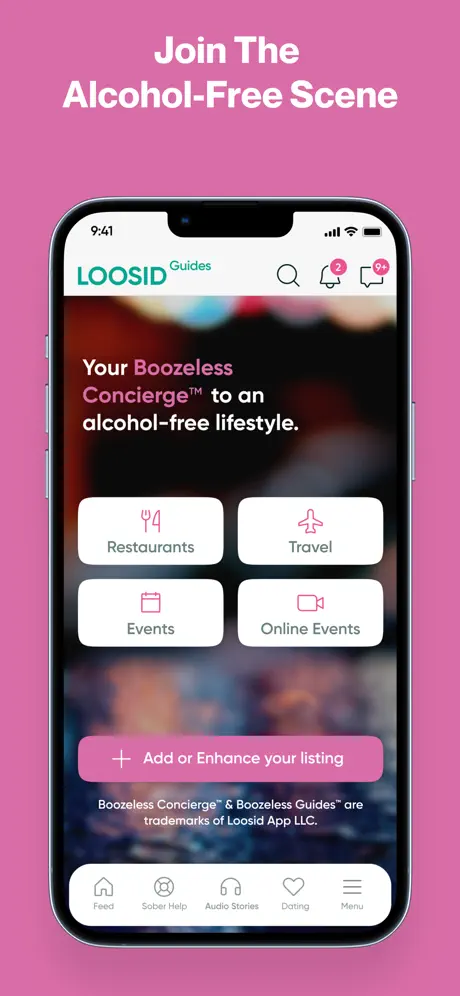 Join The
Alcohol-Free Scene
9:41
LOOSID Guides
2
9+
Your Boozeless
Concierge™ to an
alcohol-free lifestyle.
Restaurants
Travel
Events
Online Events
Add or Enhance your listing
Boozeless Concierge™ & Boozeless Guides™ are
trademarks of Loosid App LLC.
Feed
Sober Help
Audio Stories
Dating
Menu